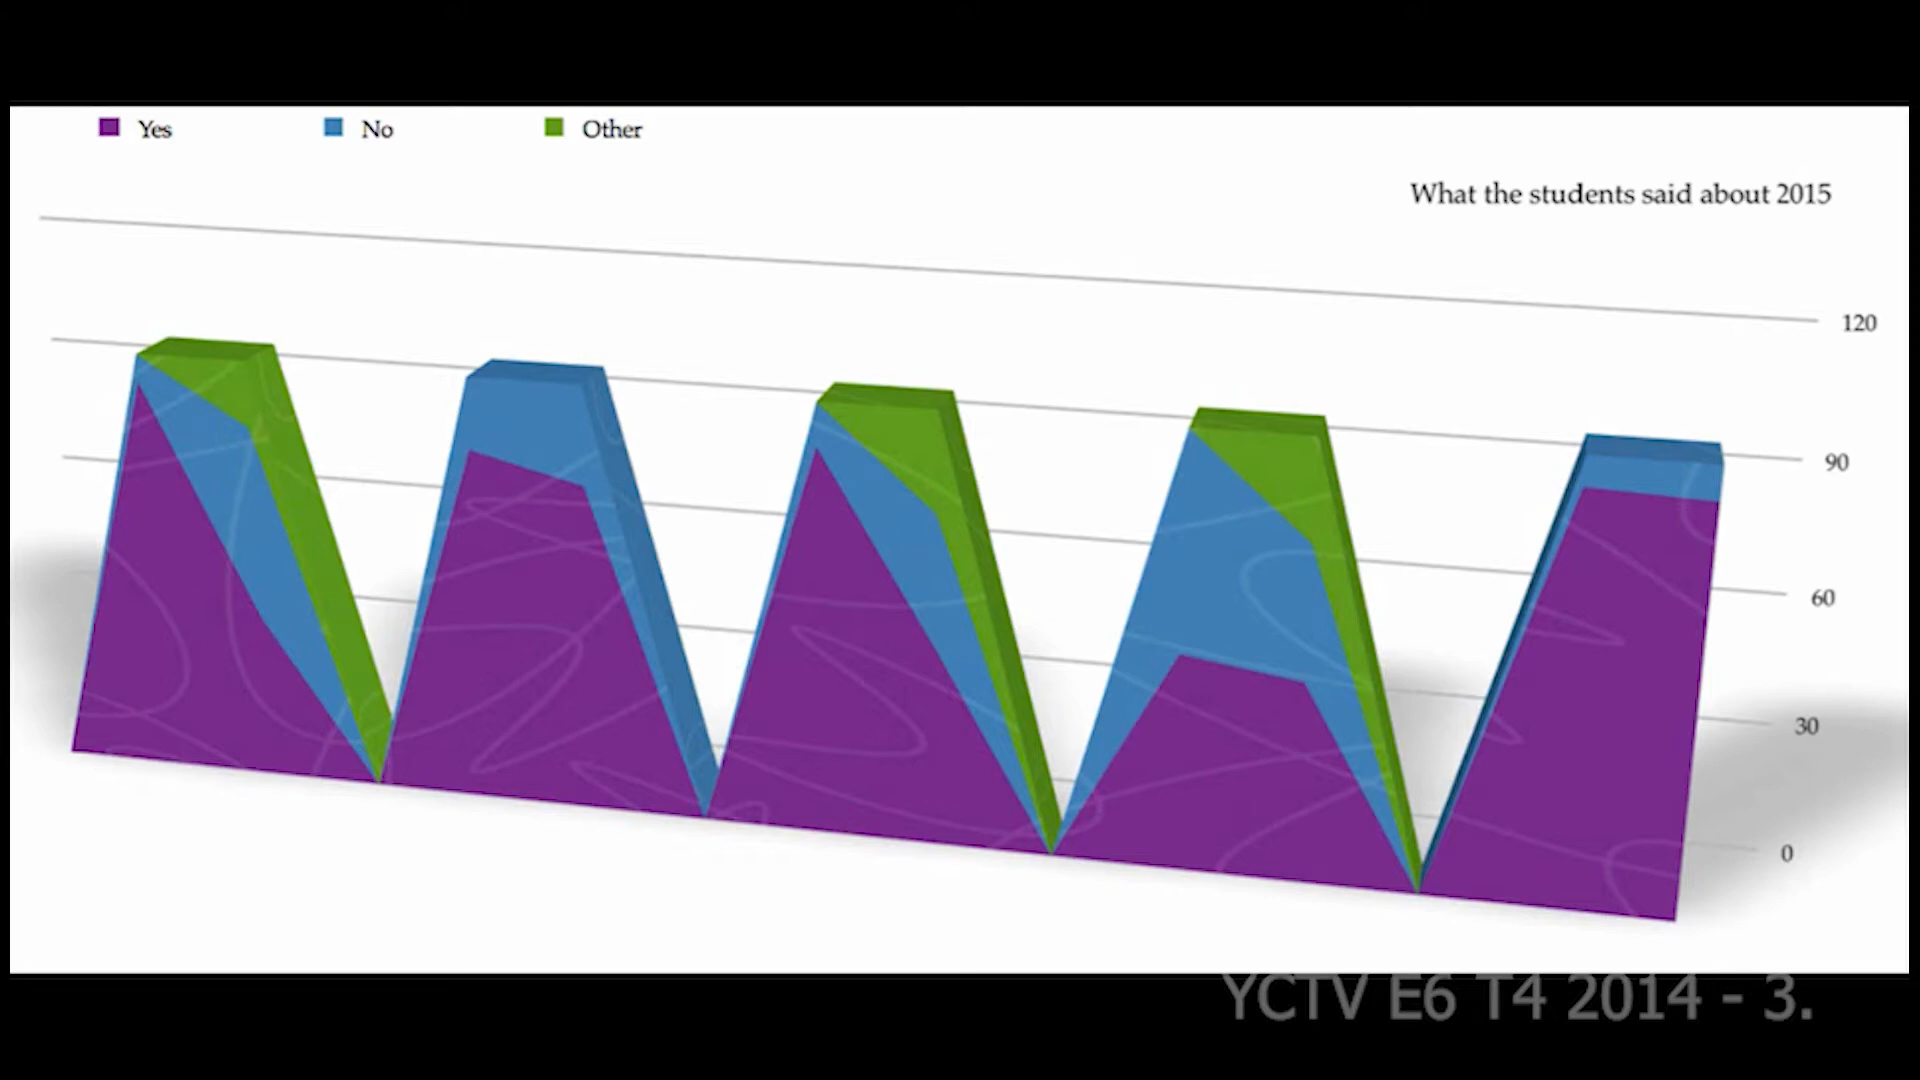 Yes
No
Other
What the students said about 2015
120
90
60
30
0
YCTV E6 T4 2014 - 3.